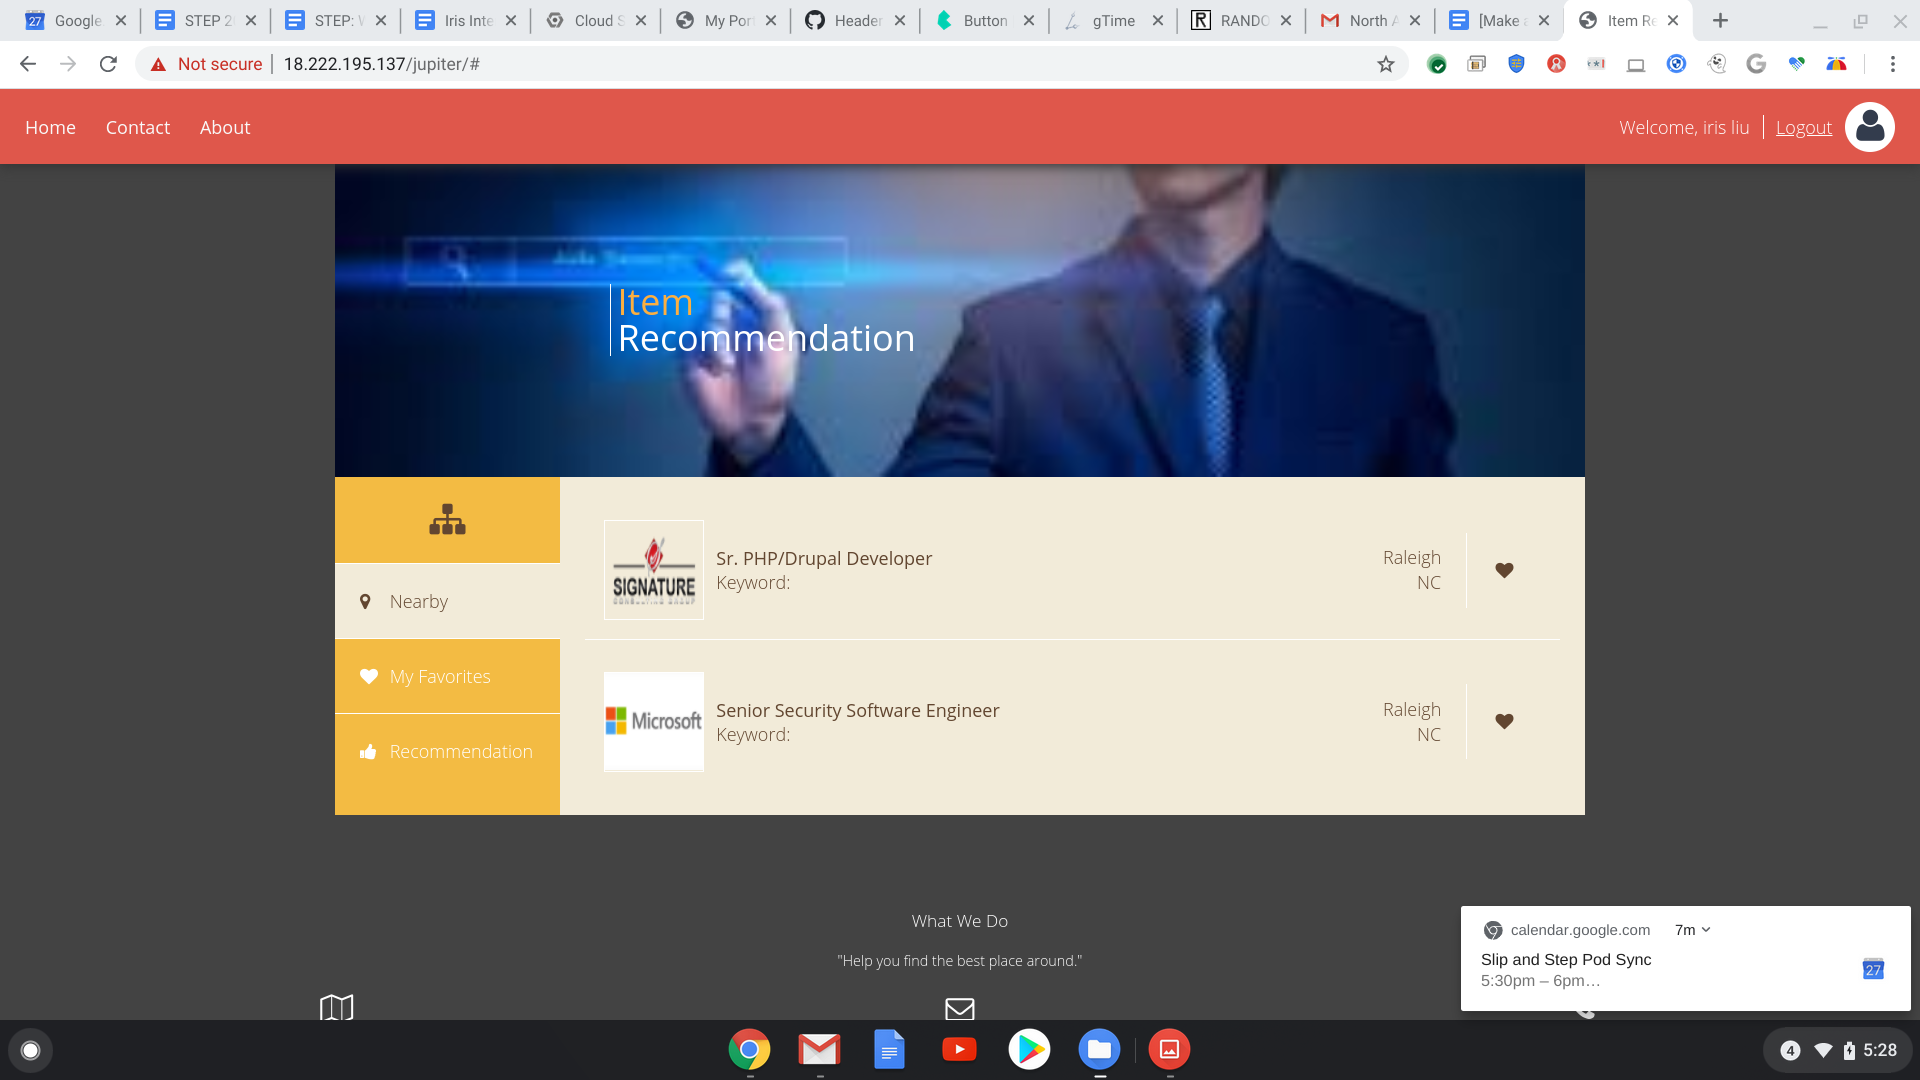 27 Google
STEP 2
STEP: W
Iris Inte
Cloud S
My Por
Header
Button
gTime
R RANDO
North A
[Make a
Item Re
Not secure | 18.222.195.137/jupiter/#
Home Contact About
Welcome, iris liu Logout
Item
Recommendation
SIGNATURE
CONSULTING GROUP
Sr. PHP/Drupal Developer
Keyword:
Raleigh
NC
Nearby
My Favorites
Recommendation
Microsoft
Senior Security Software Engineer
Keyword:
Raleigh
NC
What We Do
"Help you find the best place around."
calendar.google.com 7m
Slip and Step Pod Sync
5:30pm – 6pm...
27
4 5:28